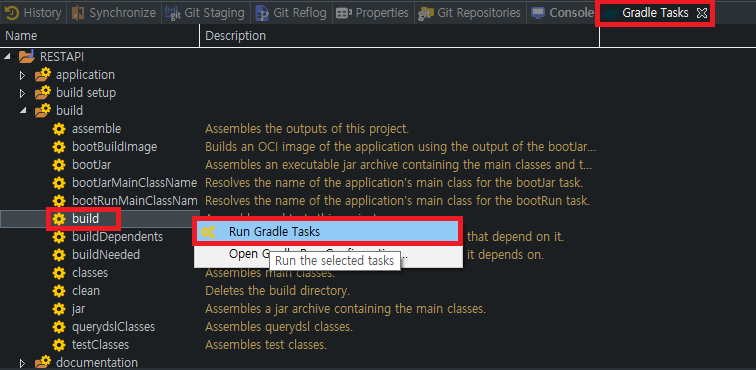 History Synchronize Git Staging Git Reflog Properties Git Repositories Console Gradle Tasks
Name Description
RESTAPI
application
build setup
build
assemble Assembles the outputs of this project.
bootBuildImage Builds an OCI image of the application using the output of the bootJar...
bootJar Assembles an executable jar archive containing the main classes and t...
bootJarMainClassName Resolves the name of the application's main class for the bootJar task.
bootRunMainClassNam Resolves the name of the application's main class for the bootRun task.
build
Run Gradle Tasks
buildDependents that depend on it.
buildNeeded Open it depends on.
Run the selected tasks
classes Assembles main classes.
clean Deletes the build directory.
jar Assembles a jar archive containing the main classes.
querydslClasses Assembles querydsl classes.
testClasses Assembles test classes.
documentation